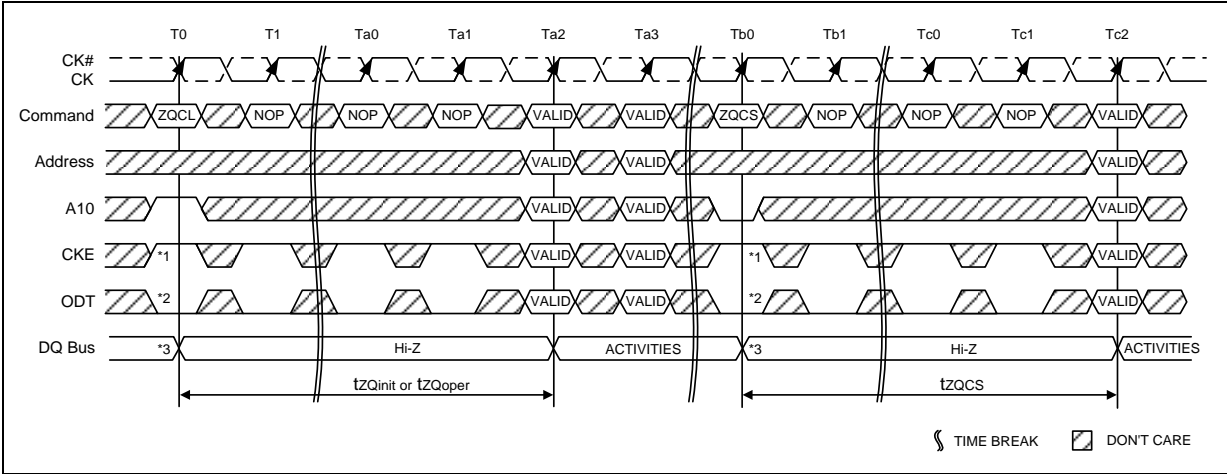 T0 T1 Ta0 Ta1 Ta2 Ta3 Tb0 Tb1 Tc0 Tc1 Tc2
CK#
CK
Command ZQCL NOP NOP NOP VALID VALID ZQCS NOP NOP NOP VALID
Address VALID VALID VALID
A10 VALID VALID VALID
CKE *1 VALID VALID *1 VALID
ODT *2 VALID VALID *2 VALID
DQ Bus *3 Hi-Z ACTIVITIES *3 Hi-Z ACTIVITIES
tZQinit or tZQoper tZQCS
TIME BREAK DON'T CARE